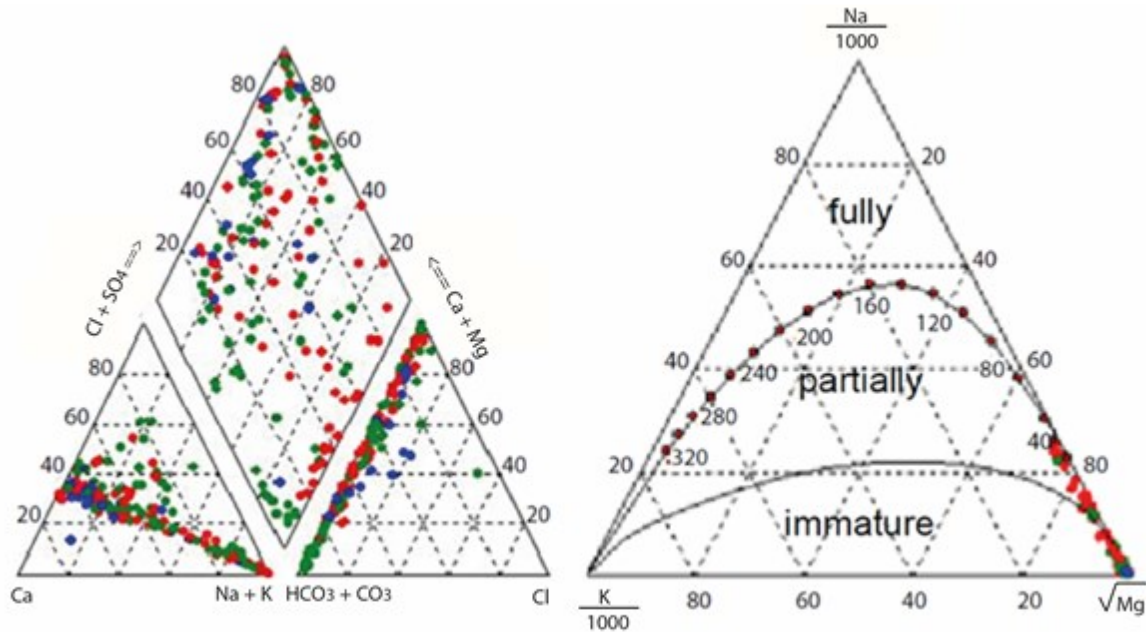 80 80
60 60
40 40
20 20
Cl + SO4 ==>
<== Ca + Mg
80 80
60 60
40 40
20 20
Ca Na + K HCO3 + CO3 Cl
Na
1000
80 20
fully
60 40
160
200 120
40 240 partially 80 60
280
320 40
20 80
immature
K
1000
80 60 40 20 √Mg